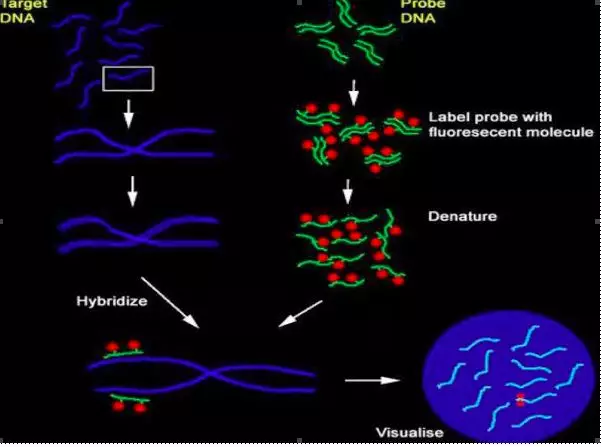 Target
DNA
Probe
DNA
Label probe with
fluoresecent molecule
Denature
Hybridize
Visualise